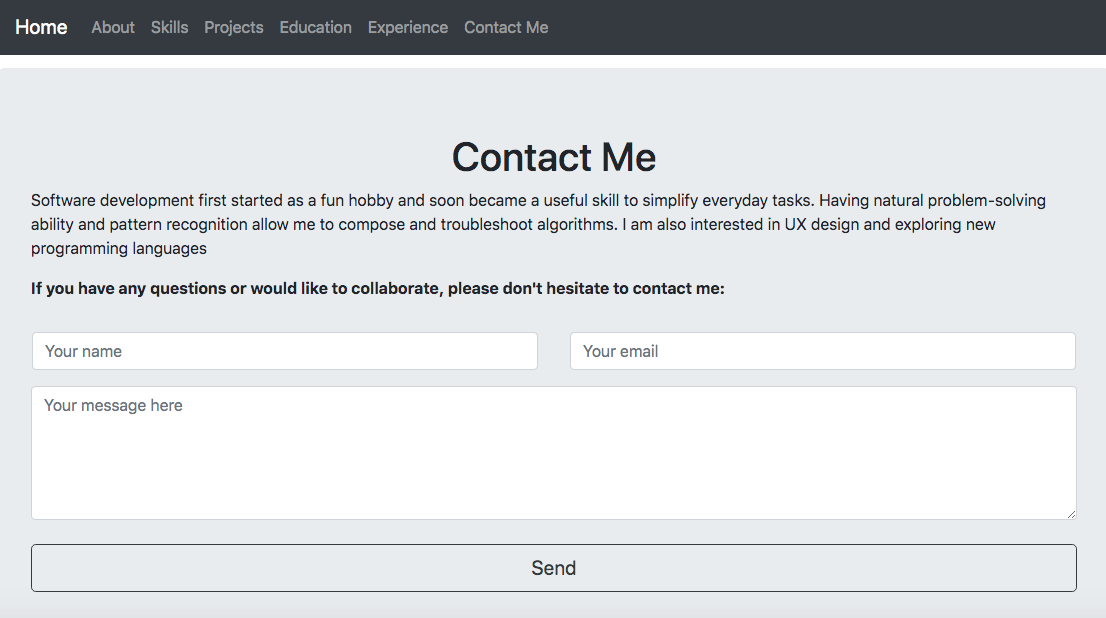 Home About Skills Projects Education Experience Contact Me
Contact Me
Software development first started as a fun hobby and soon became a useful skill to simplify everyday tasks. Having natural problem-solving
ability and pattern recognition allow me to compose and troubleshoot algorithms. I am also interested in UX design and exploring new
programming languages
If you have any questions or would like to collaborate, please don't hesitate to contact me:
Your name Your email
Your message here
Send